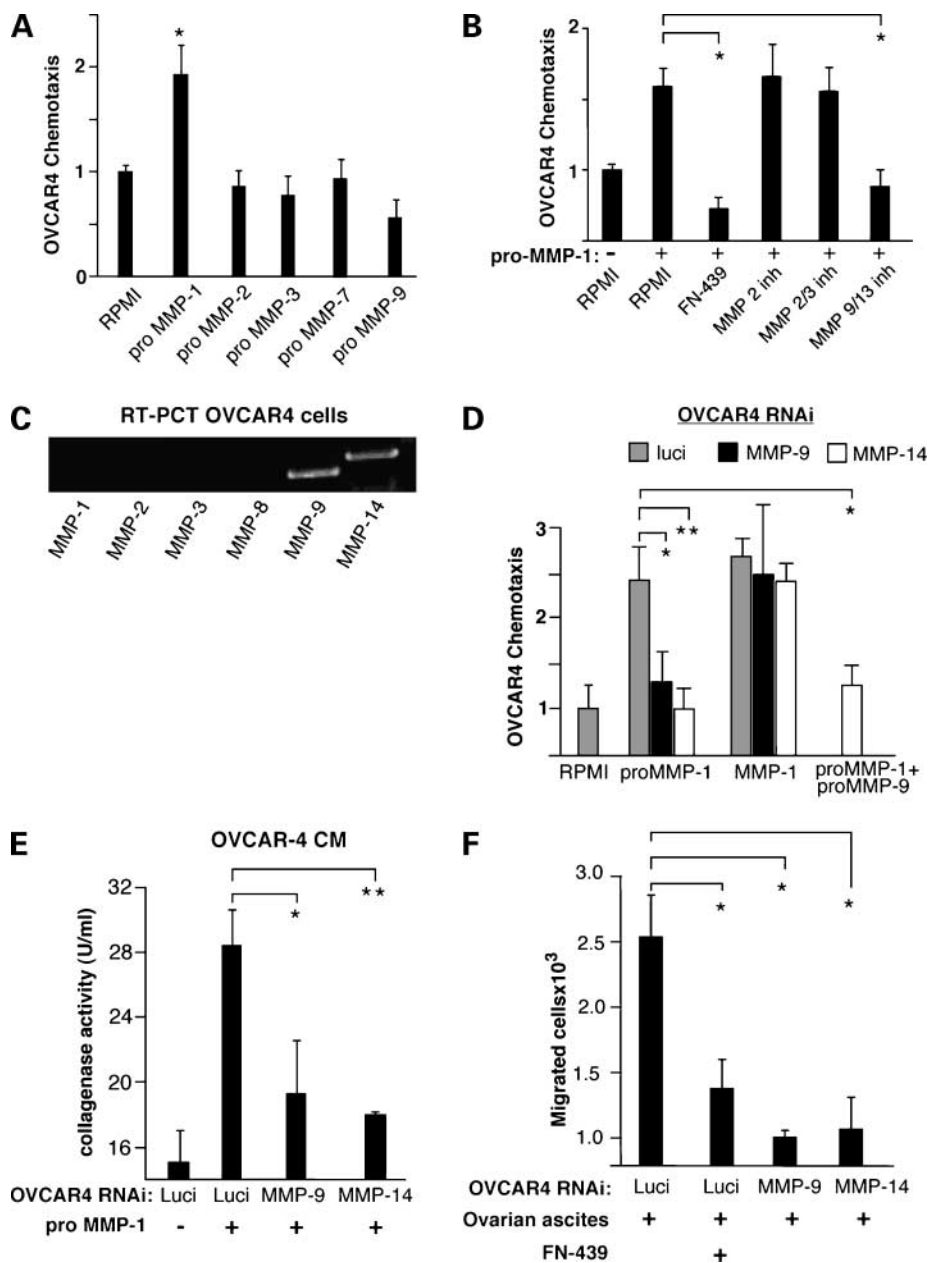 A
OVCAR4 Chemotaxis
2
1
0
*
RPMI
pro MMP-1
pro MMP-2
pro MMP-3
pro MMP-7
pro MMP-9
B
OVCAR4 Chemotaxis
2
1
*
*
pro-MMP-1: - + + + + +
RPMI
RPMI
FN-439
MMP 2 inh
MMP 2/3 inh
MMP 9/13 inh
C
RT-PCT OVCAR4 cells
MMP-1
MMP-2
MMP-3
MMP-8
MMP-9
MMP-14
D
OVCAR4 RNAi
luci MMP-9 MMP-14
OVCAR4 Chemotaxis
3
2
1
*
**
*
RPMI proMMP-1 MMP-1 proMMP-1+
proMMP-9
E
OVCAR-4 CM
collagenase activity (U/ml)
32
28
24
20
18
16
*
**
OVCAR4 RNAi: Luci Luci MMP-9 MMP-14
pro MMP-1 - + + +
F
Migrated cellsx10³
3.0
2.5
2.0
1.5
1.0
*
*
*
OVCAR4 RNAi: Luci Luci MMP-9 MMP-14
Ovarian ascites + + + +
FN-439 +